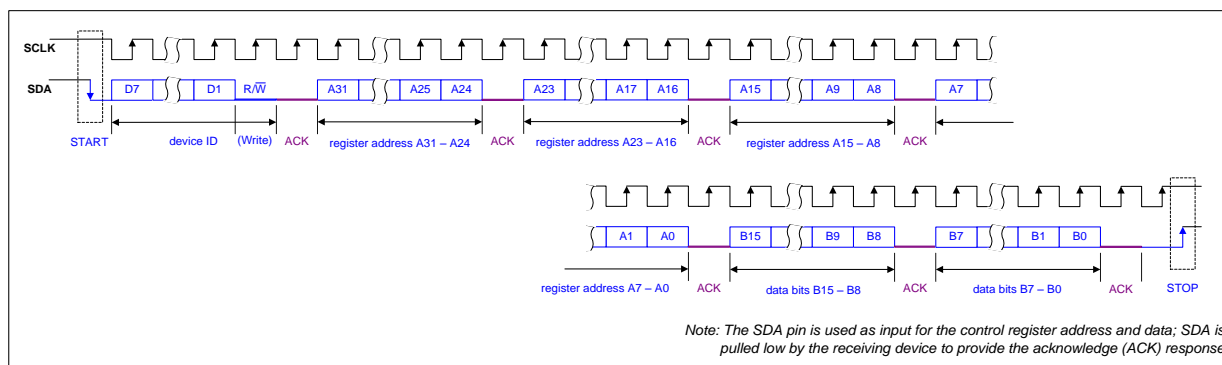 SCLK
SDA D7 D1 R/W̅ A31 A25 A24 A23 A17 A16 A15 A9 A8 A7
START device ID (Write) ACK register address A31 – A24 ACK register address A23 – A16 ACK register address A15 – A8 ACK
A1 A0 B15 B9 B8 B7 B1 B0
register address A7 – A0 ACK data bits B15 – B8 ACK data bits B7 – B0 ACK STOP
Note: The SDA pin is used as input for the control register address and data; SDA is
pulled low by the receiving device to provide the acknowledge (ACK) response